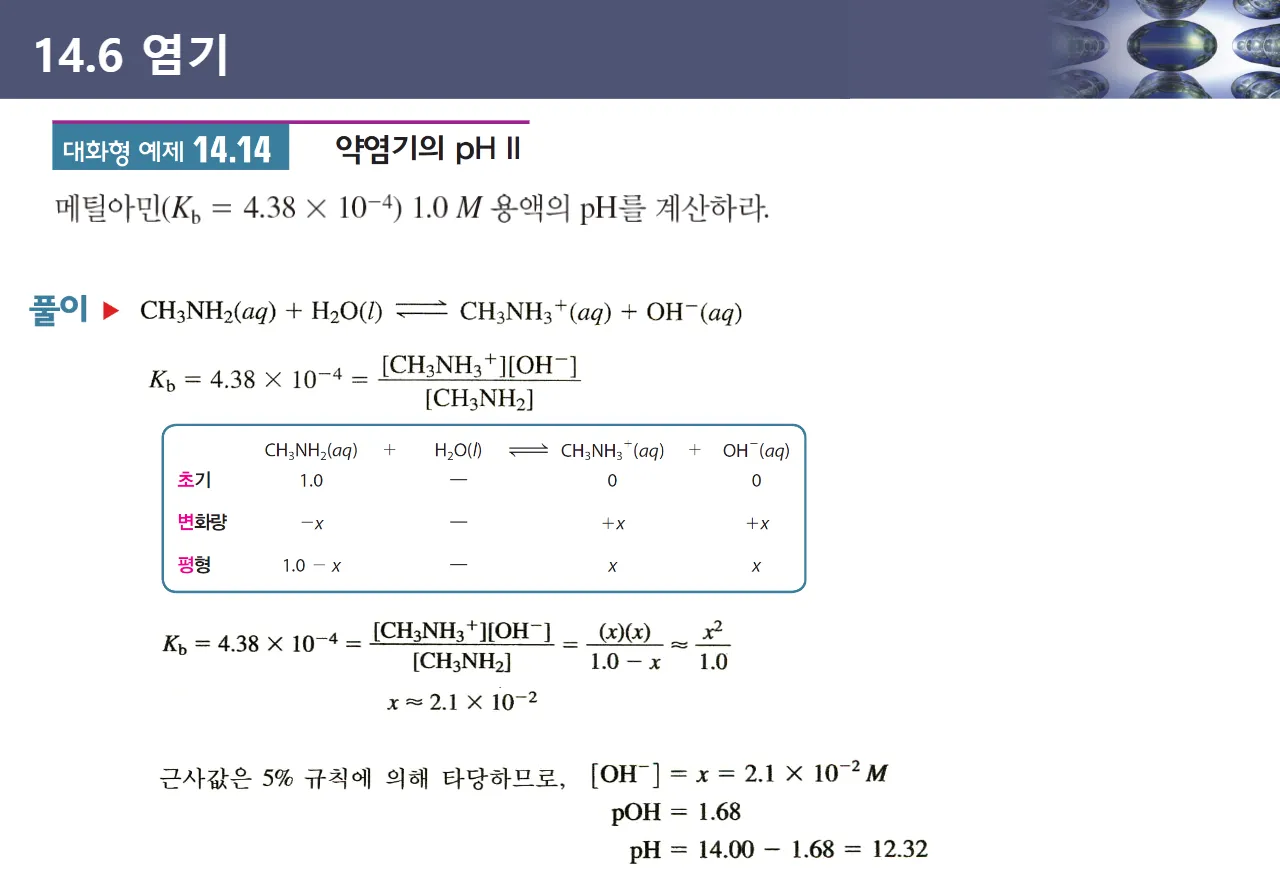 14.6 염기
대화형 예제 14.14 약염기의 pH II
메틸아민(K_b = 4.38 × 10⁻⁴) 1.0 M 용액의 pH를 계산하라.
풀이 ▶ CH₃NH₂(aq) + H₂O(l) ⇌ CH₃NH₃⁺(aq) + OH⁻(aq)
K_b = 4.38 × 10⁻⁴ = [CH₃NH₃⁺][OH⁻] / [CH₃NH₂]
CH₃NH₂(aq) + H₂O(l) ⇌ CH₃NH₃⁺(aq) + OH⁻(aq)
초기 1.0 — 0 0
변화량 −x — +x +x
평형 1.0 − x — x x
K_b = 4.38 × 10⁻⁴ = [CH₃NH₃⁺][OH⁻] / [CH₃NH₂] = (x)(x) / 1.0 − x ≈ x² / 1.0
x ≈ 2.1 × 10⁻²
근사값은 5% 규칙에 의해 타당하므로, [OH⁻] = x = 2.1 × 10⁻² M
pOH = 1.68
pH = 14.00 − 1.68 = 12.32